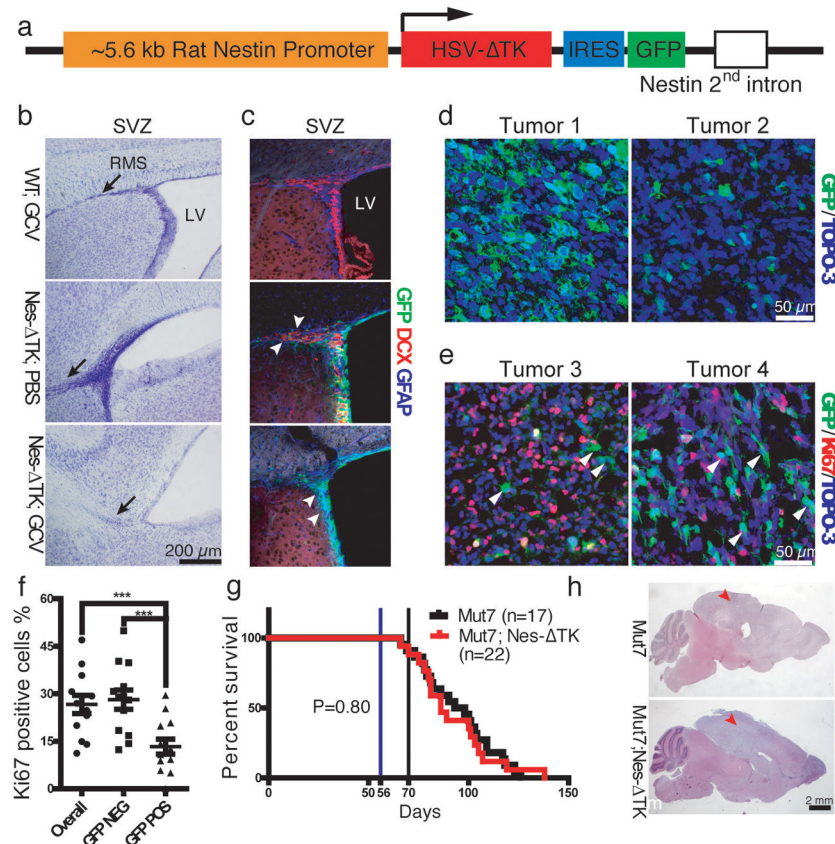 a
~5.6 kb Rat Nestin Promoter
HSV-ΔTK
IRES
GFP
Nestin 2nd intron
b
SVZ
RMS
LV
WT; GCV
Nes-ΔTK; PBS
Nes-ΔTK; GCV
200 µm
c
SVZ
LV
GFP DCX GFAP
d
Tumor 1
Tumor 2
GFP/TOPO-3
50 µm
e
Tumor 3
Tumor 4
GFP/Ki67/TOPO-3
50 µm
f
Ki67 positive cells %
60
45
30
15
0
***
***
Overall
GFP NEG
GFP POS
g
Percent survival
100
50
0
Mut7 (n=17)
Mut7; Nes-ΔTK
(n=22)
P=0.80
0
50
56
70
100
150
Days
h
Mut7
Mut7;Nes-ΔTK
2 mm